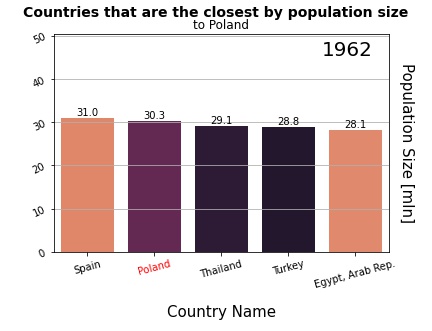 Countries that are the closest by population size
to Poland
1962
50
40
30
20
10
0
31.0
30.3
29.1
28.8
28.1
Spain
Poland
Thailand
Turkey
Egypt, Arab Rep.
Country Name
Population Size [mln]